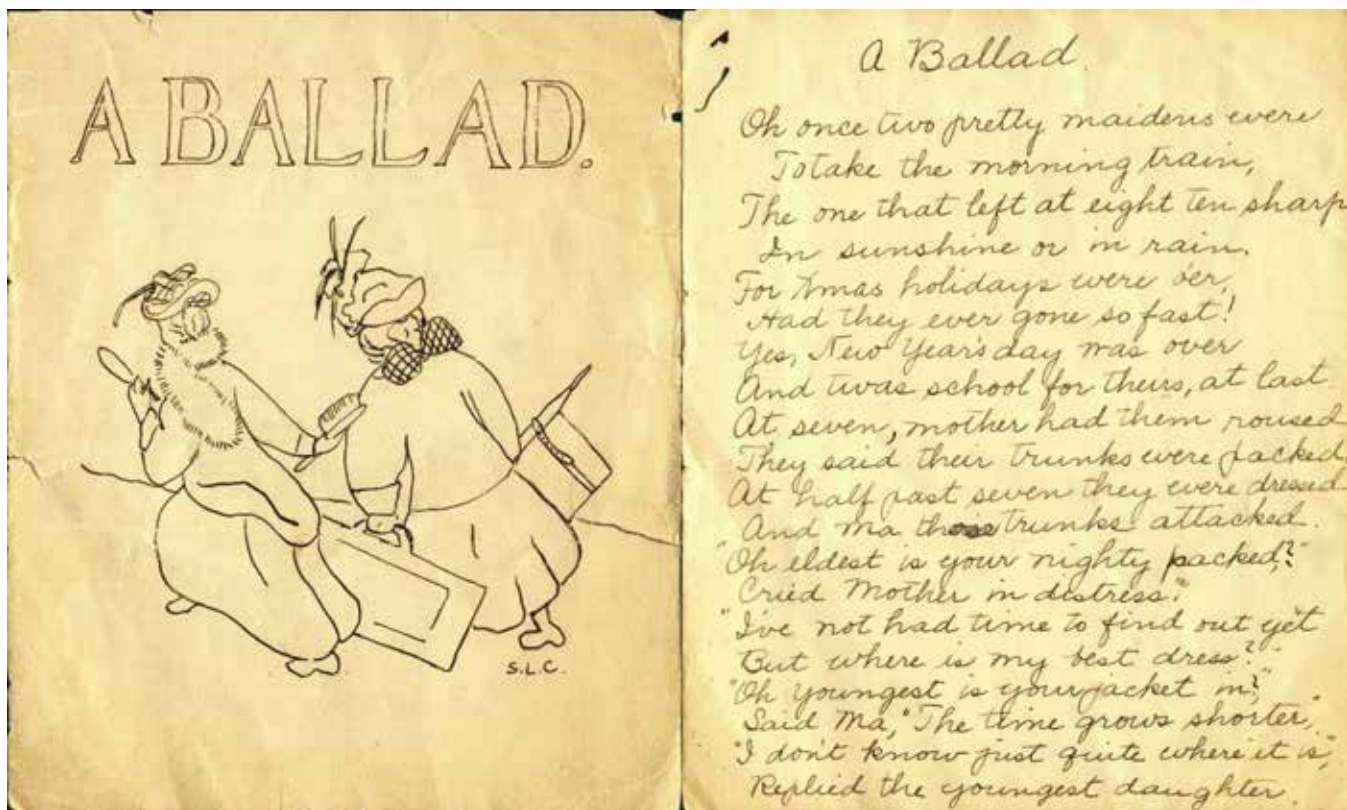 A BALLAD.
S.L.C.
A Ballad
Oh once two pretty maidens were
To take the morning train,
The one that left at eight ten sharp
In sunshine or in rain.
For Xmas holidays were o'er,
Had they ever gone so fast!
Yes, New Year's day was over
And twas school for theirs, at last
At seven, mother had them roused
They said their trunks were packed,
At half past seven they were dressed
And Ma those trunks attacked.
"Oh eldest is your nighty packed?"
Cried Mother in distress."
"I've not had time to find out yet
But where is my best dress?"
"Oh youngest is your jacket in?"
Said Ma, "The time grows shorter,"
"I don't know just quite where it is",
Replied the youngest daughter.